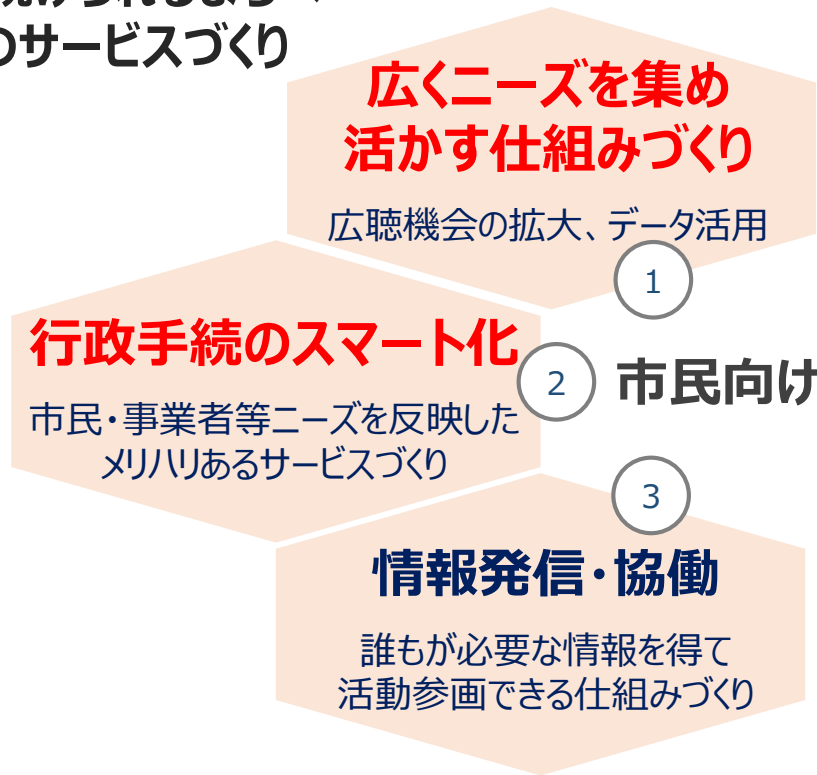 のサービスづくり
広くニーズを集め
活かす仕組みづくり
広聴機会の拡大、データ活用
1
行政手続のスマート化
市民・事業者等ニーズを反映した
メリハリあるサービスづくり
2
市民向け
3
情報発信・協働
誰もが必要な情報を得て
活動参画できる仕組みづくり